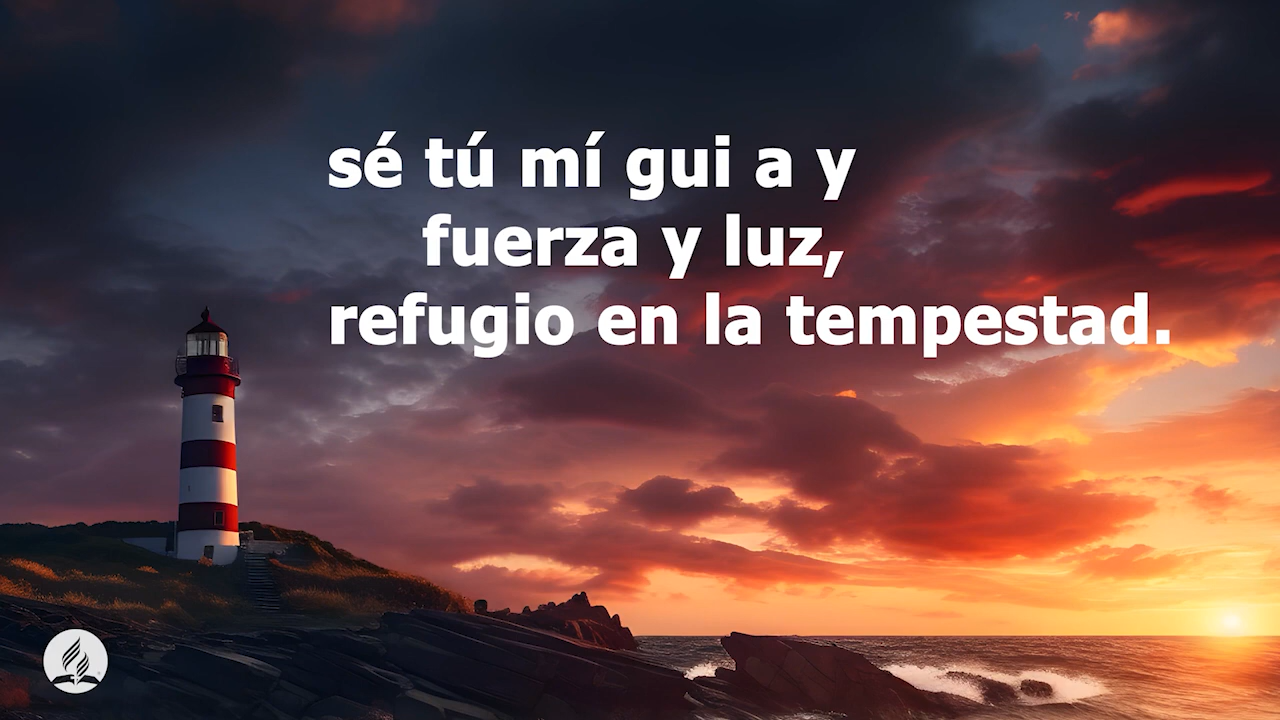 sé tú mí gui a y
fuerza y luz,
refugio en la tempestad.